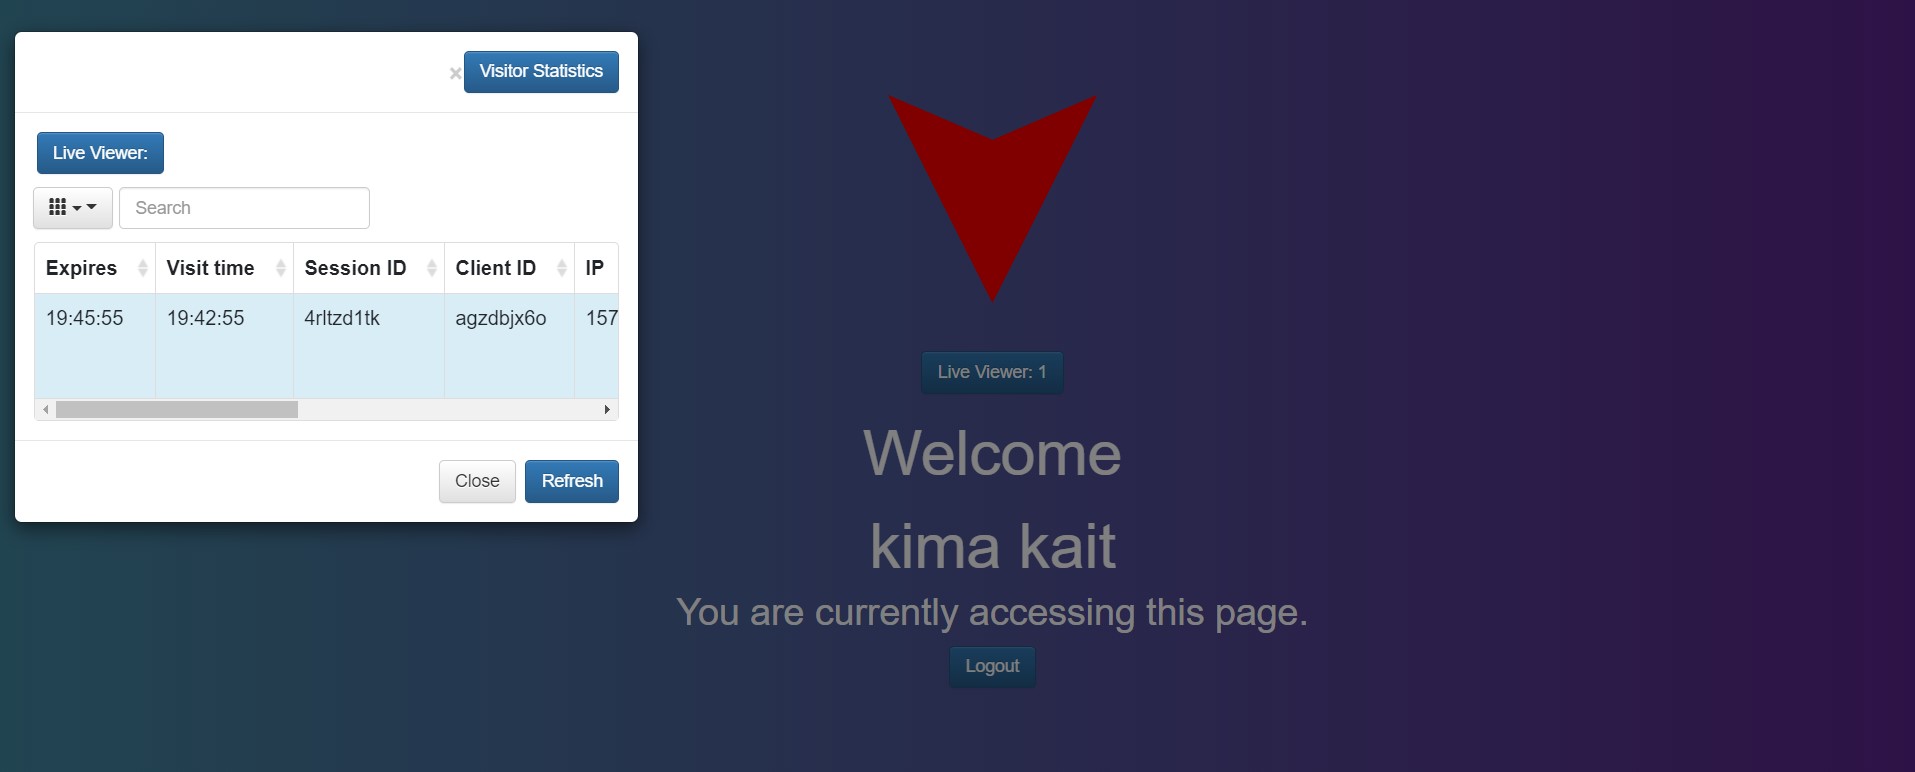 × Visitor Statistics
Live Viewer:
Search
Expires Visit time Session ID Client ID IP
19:45:55 19:42:55 4rltzd1tk agzdbjx6o 157
Close Refresh
Live Viewer: 1
Welcome
kima kait
You are currently accessing this page.
Logout